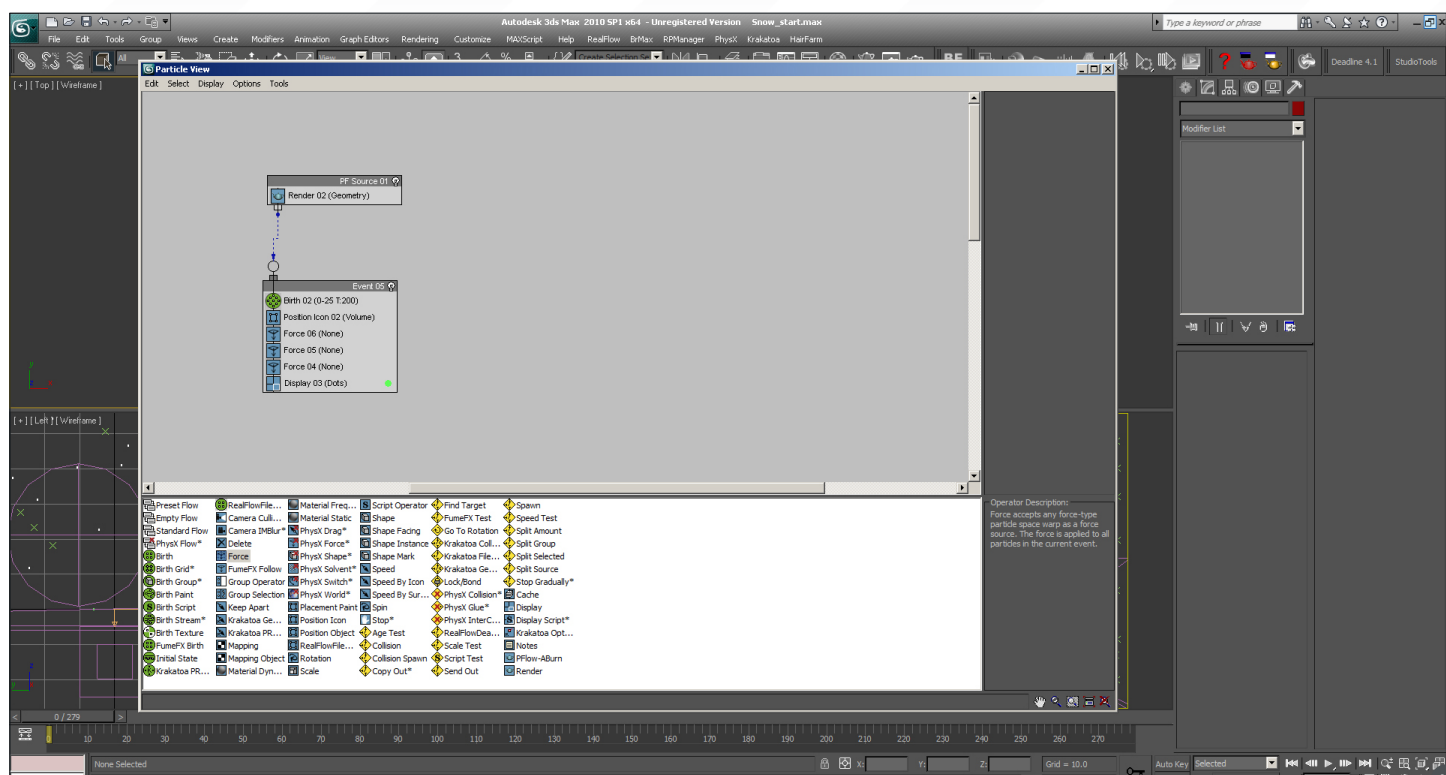 Autodesk 3ds Max 2010 SP1 x64 - Unregistered Version Snow_start.max
Type a keyword or phrase
File Edit Tools Group Views Create Modifiers Animation Graph Editors Rendering Customize MAXScript Help RealFlow BrMax RPManager PhysX Krakatoa HairFarm
All
Deadline 4.1 StudioTools
Particle View
Edit Select Display Options Tools
[ + ] [ Top ] [ Wireframe ]
Modifier List
PF Source 01
Render 02 (Geometry)
Event 05
Birth 02 (0-25 T:200)
Position Icon 02 (Volume)
Force 06 (None)
Force 05 (None)
Force 04 (None)
Display 03 (Dots)
y
z
[ + ] [ Left ] [ Wireframe ]
Preset Flow RealFlowFile... Material Freq... Script Operator Find Target Spawn
Empty Flow Camera Culli... Material Static Shape FumeFX Test Speed Test
Standard Flow Camera IMBlur* PhysX Drag* Shape Facing Go To Rotation Split Amount
PhysX Flow* Delete PhysX Force* Shape Instance Krakatoa Coll... Split Group
Birth Force PhysX Shape* Shape Mark Krakatoa File... Split Selected
Birth Grid* FumeFX Follow PhysX Solvent* Speed Krakatoa Ge... Split Source
Birth Group* Group Operator PhysX Switch* Speed By Icon Lock/Bond Stop Gradually*
Birth Paint Group Selection PhysX World* Speed By Sur... PhysX Collision* Cache
Birth Script Keep Apart Placement Paint Spin PhysX Glue* Display
Birth Stream* Krakatoa Ge... Position Icon Stop* PhysX InterC... Display Script*
Birth Texture Krakatoa PR... Position Object Age Test RealFlowDea... Krakatoa Opt...
FumeFX Birth Mapping RealFlowFile... Collision Scale Test Notes
Initial State Mapping Object Rotation Collision Spawn Script Test PFlow-ABurn
Krakatoa PR... Material Dyn... Scale Copy Out* Send Out Render
Operator Description:
Force accepts any force-type
particle space warp as a force
source. The force is applied to all
particles in the current event.
z
0 / 279
0 10 20 30 40 50 60 70 80 90 100 110 120 130 140 150 160 170 180 190 200 210 220 230 240 250 260 270
None Selected X: Y: Z: Grid = 10.0 Auto Key Selected